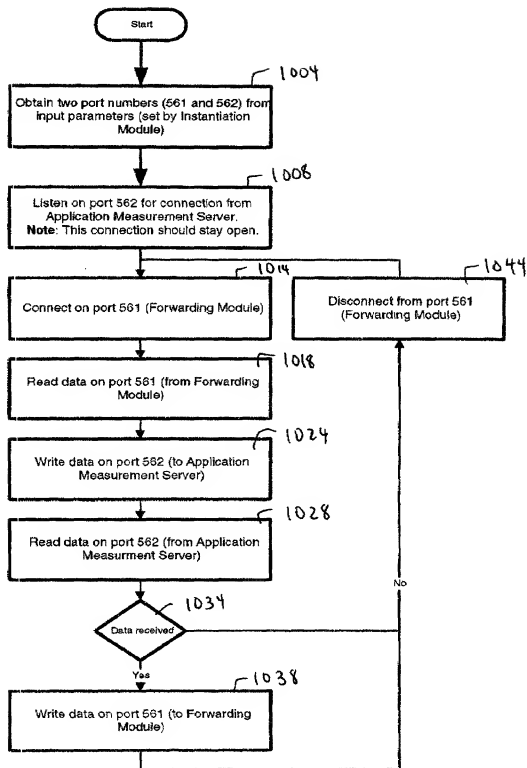 Start
1004
Obtain two port numbers (561 and 562) from
input parameters (set by Instantiation
Module)
1008
Listen on port 562 for connection from
Application Measurement Server.
Note: This connection should stay open.
1014
Connect on port 561 (Forwarding Module)
1044
Disconnect from port 561
(Forwarding Module)
1018
Read data on port 561 (from Forwarding
Module)
1024
Write data on port 562 (to Application
Measurement Server)
1028
Read data on port 562 (from Application
Measurment Server)
1034
Data received
No
Yes
1038
Write data on port 561 (to Forwarding
Module)